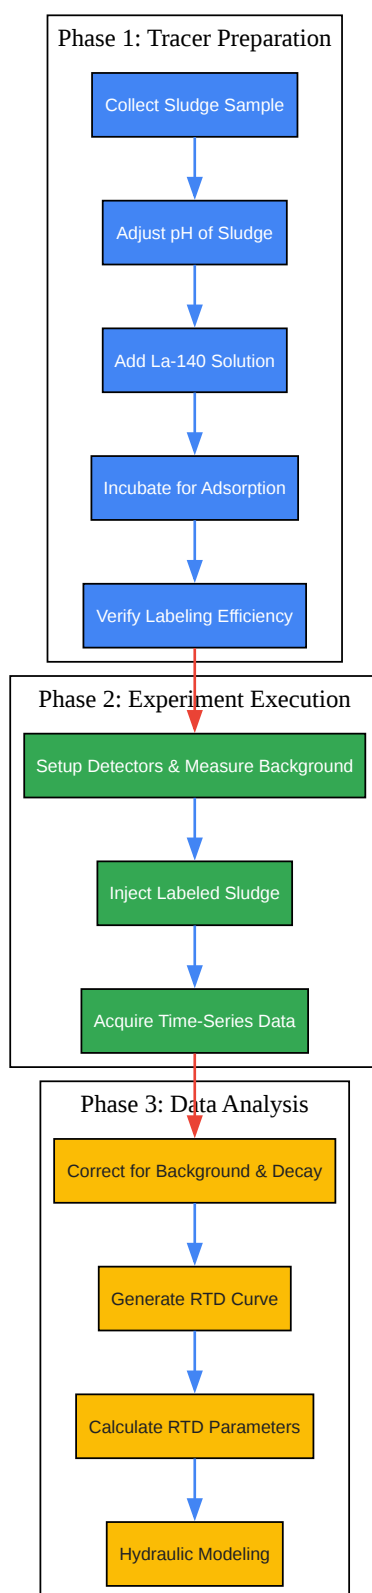 Phase 1: Tracer Preparation
Collect Sludge Sample
Adjust pH of Sludge
Add La-140 Solution
Incubate for Adsorption
Verify Labeling Efficiency
Phase 2: Experiment Execution
Setup Detectors & Measure Background
Inject Labeled Sludge
Acquire Time-Series Data
Phase 3: Data Analysis
Correct for Background & Decay
Generate RTD Curve
Calculate RTD Parameters
Hydraulic Modeling